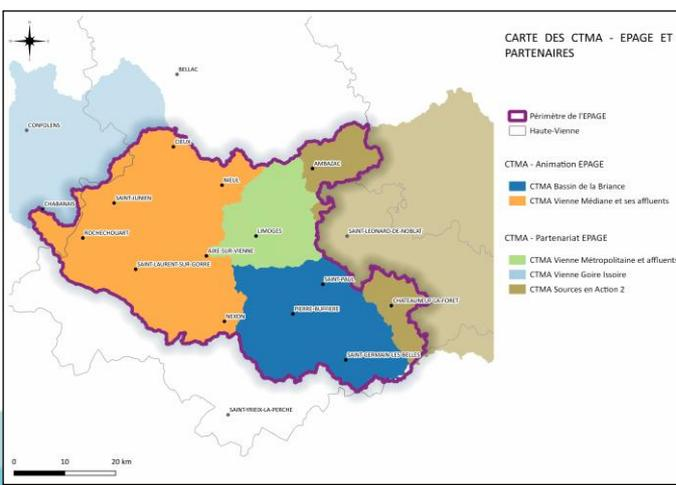 CARTE DES CTMA - EPAGE ET
PARTENAIRES
Périmètre de l'EPAGE
Haute-Vienne
CTMA - Animation EPAGE
CTMA Bassin de la Briance
CTMA Vienne Médiane et ses affluents
CTMA - Partenariat EPAGE
CTMA Vienne Métropolitaine et affluents
CTMA Vienne Goire Issoire
CTMA Sources en Action 2
BELLAC
CONFOLENS
CIEUX
AMBAZAC
NIEUL
CHABANAIS
SAINT-JUNIEN
ROCHECHOUART
LIMOGES
SAINT-LEONARD-DE-NOBLAT
AIXE-SUR-VIENNE
SAINT-LAURENT-SUR-GORRE
SAINT-PAUL
CHATEAUNEUF-LA-FORET
PIERRE-BUFFIERE
NEXON
SAINT-GERMAIN-LES-BELLES
SAINT-YRIEIX-LA-PERCHE
0 10 20 km